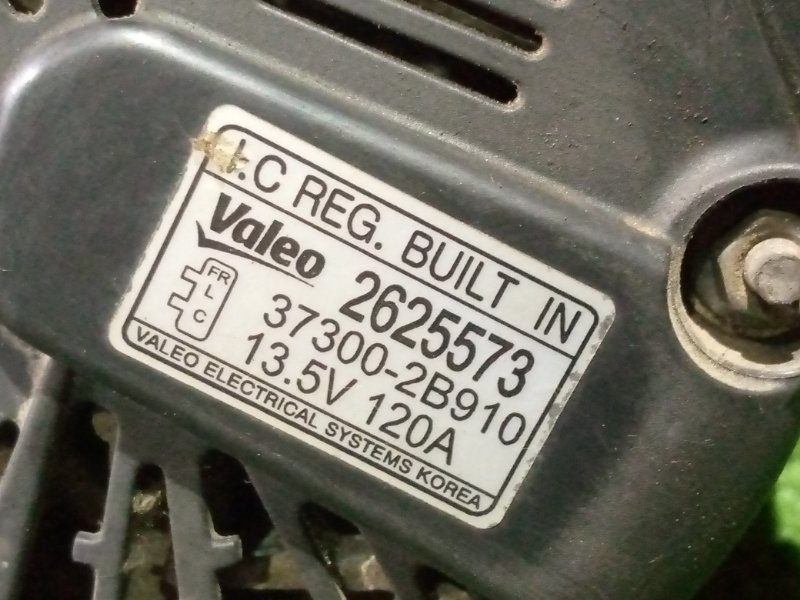 I.C REG. BUILT IN
Valeo
2625573
FR
L
C
37300-2B910
13.5V 120A
VALEO ELECTRICAL SYSTEMS KOREA